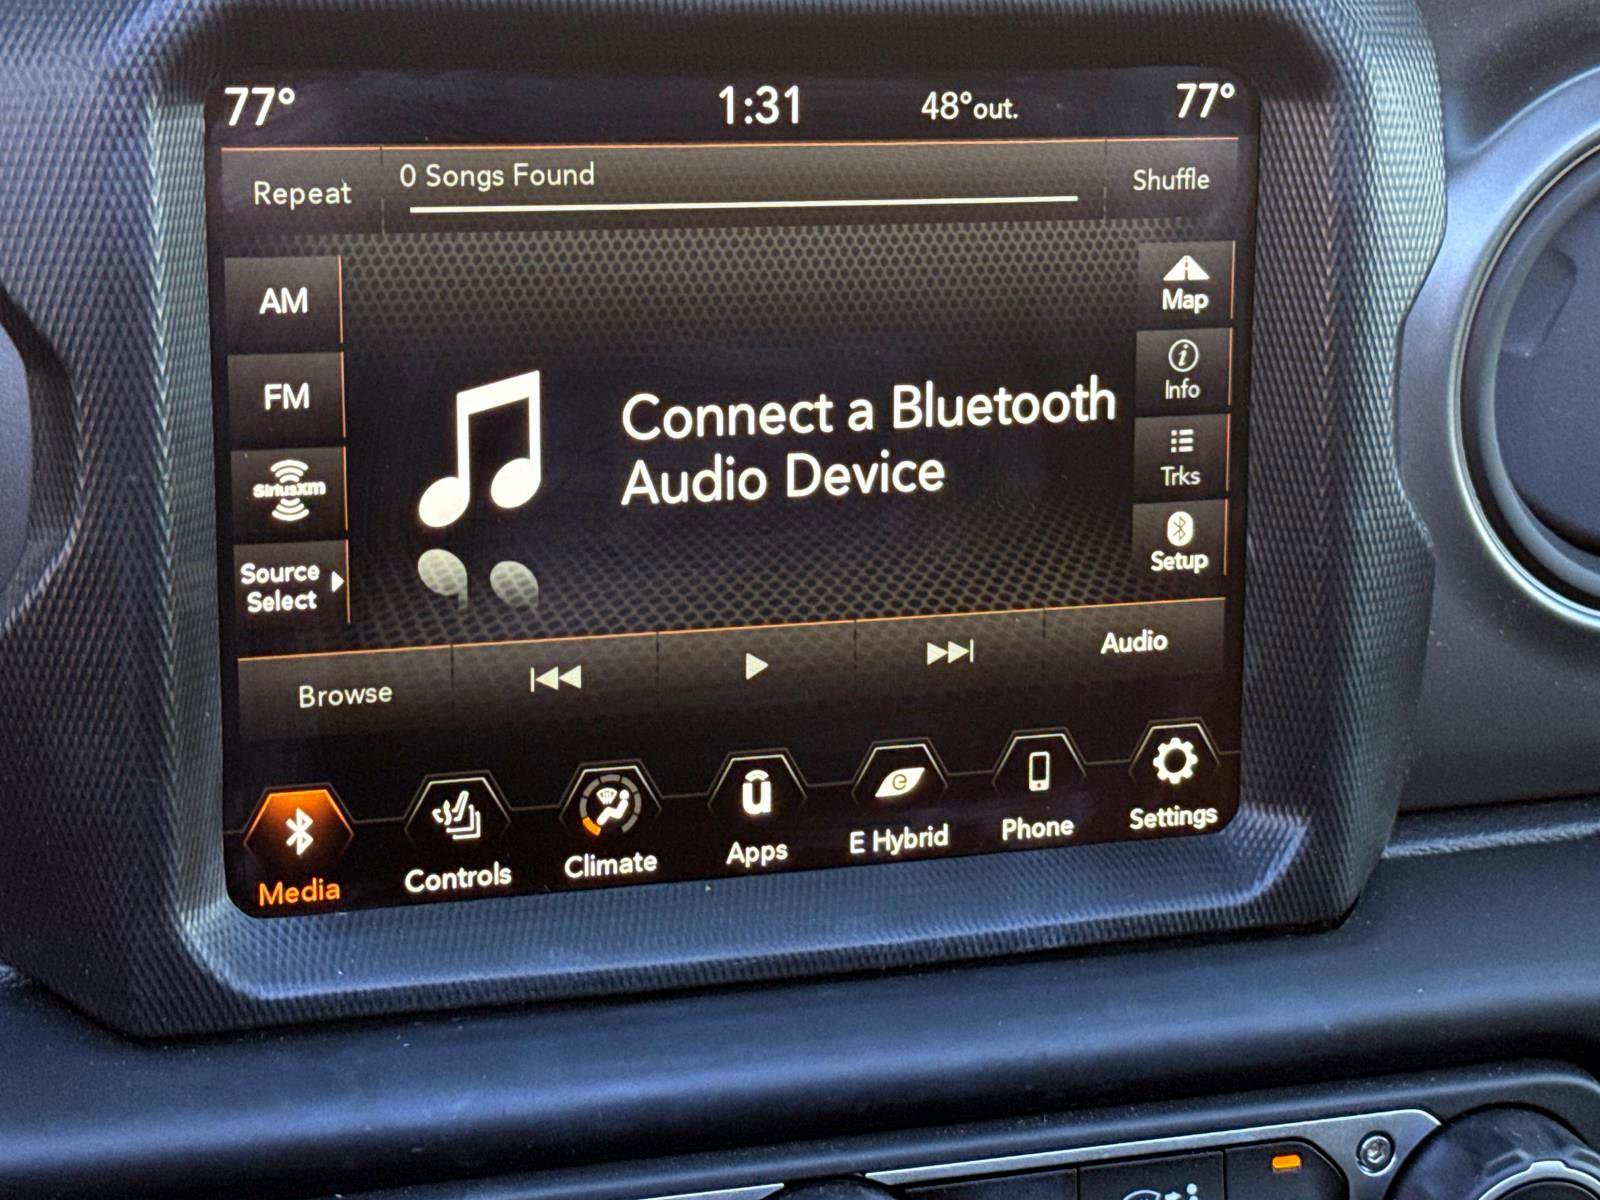 77° 1:31 48°out. 77°
Repeat 0 Songs Found Shuffle
AM
FM
SiriusXM
Source
Select
Connect a Bluetooth
Audio Device
Map
i
Info
Trks
Setup
Browse Audio
Media Controls Climate Apps E Hybrid Phone Settings